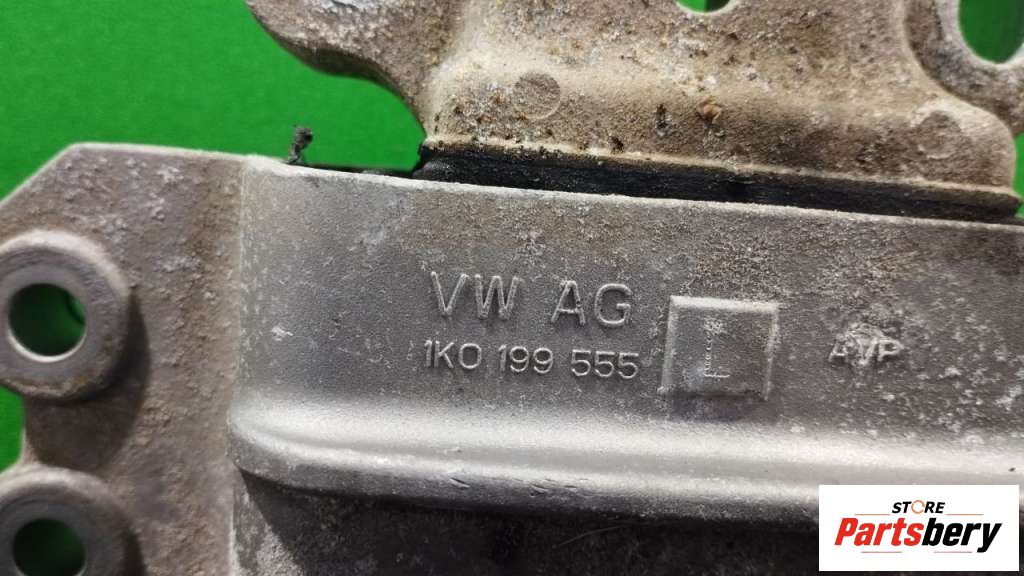 VW AG
1K0 199 555 L
AVP
STORE
Partsbery